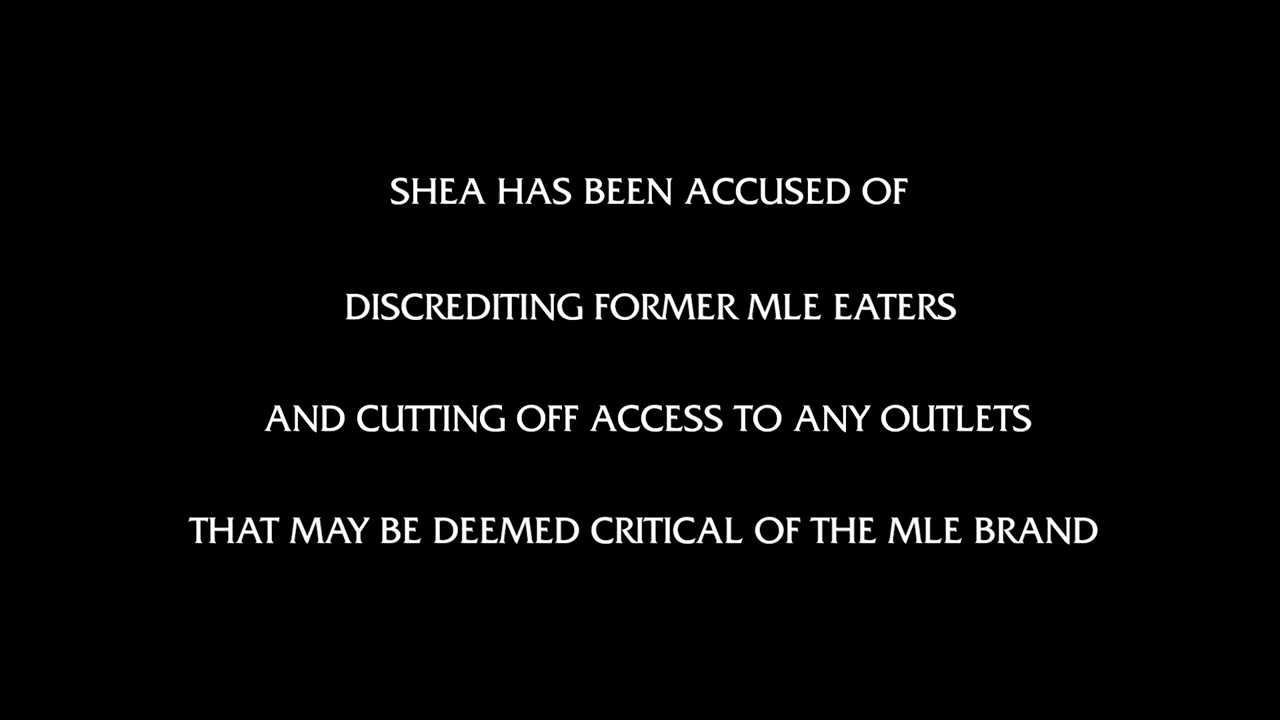 SHEA HAS BEEN ACCUSED OF
DISCREDITING FORMER MLE EATERS
AND CUTTING OFF ACCESS TO ANY OUTLETS
THAT MAY BE DEEMED CRITICAL OF THE MLE BRAND